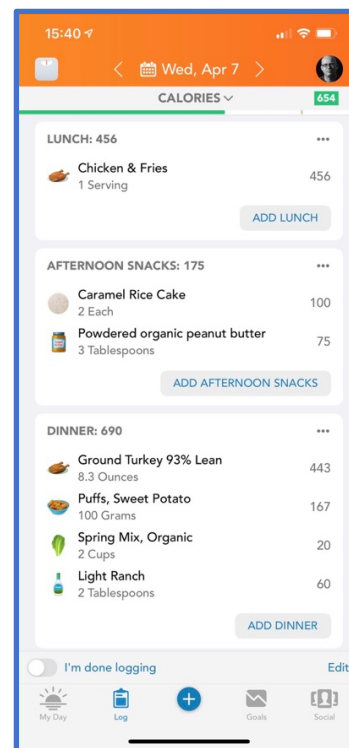 15:40
Wed, Apr 7
CALORIES
654
LUNCH: 456
Chicken & Fries
1 Serving
456
ADD LUNCH
AFTERNOON SNACKS: 175
Caramel Rice Cake
2 Each
100
Powdered organic peanut butter
3 Tablespoons
75
ADD AFTERNOON SNACKS
DINNER: 690
Ground Turkey 93% Lean
8.3 Ounces
443
Puffs, Sweet Potato
100 Grams
167
Spring Mix, Organic
2 Cups
20
Light Ranch
2 Tablespoons
60
ADD DINNER
I'm done logging
Edit
My Day
Log
Goals
Social